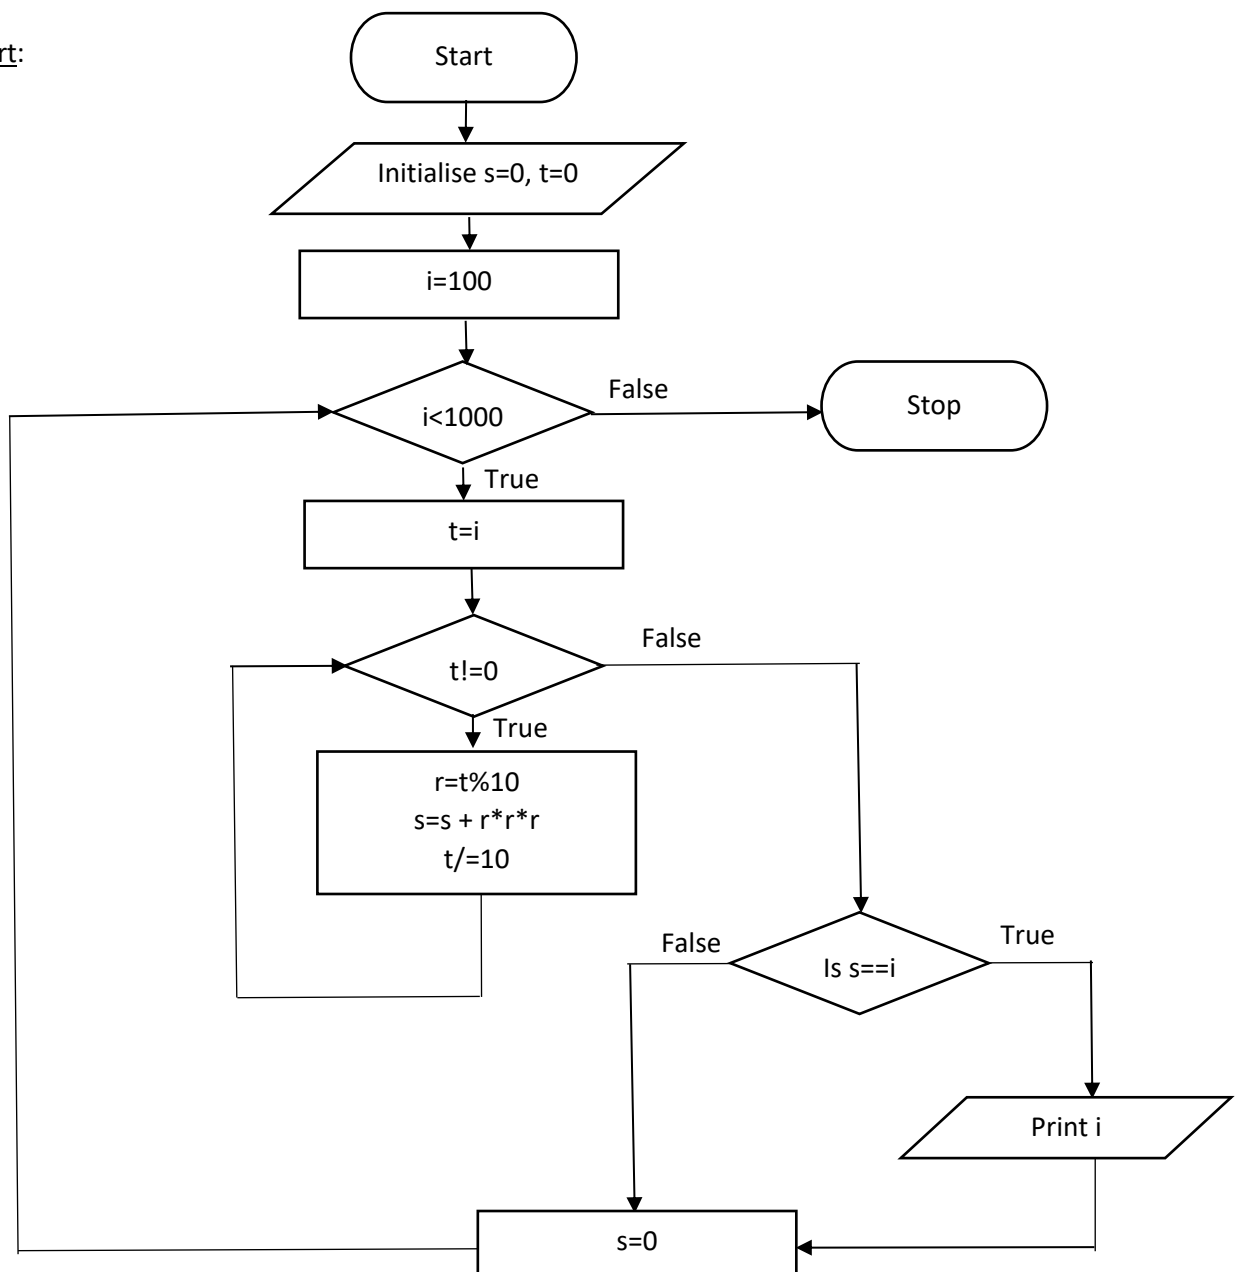 rt:
Start
Initialise s=0, t=0
i=100
i<1000
False
Stop
True
t=i
t!=0
False
True
r=t%10
s=s + r*r*r
t/=10
False
Is s==i
True
Print i
s=0